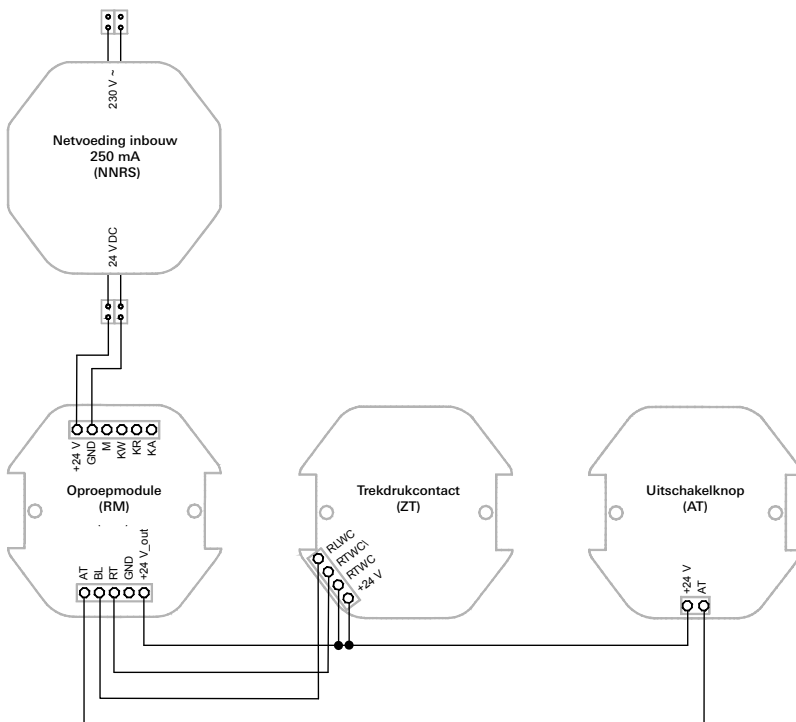 230 V ~
Netvoeding inbouw
250 mA
(NNRS)
24 V DC
+24 V
GND
M
KW
KR
KA
Oproepmodule
(RM)
AT
BL
RT
GND
+24 V_out
Trekdrukcontact
(ZT)
RLWC
RTWC\
RTWC
+24 V
Uitschakelknop
(AT)
+24 V
AT